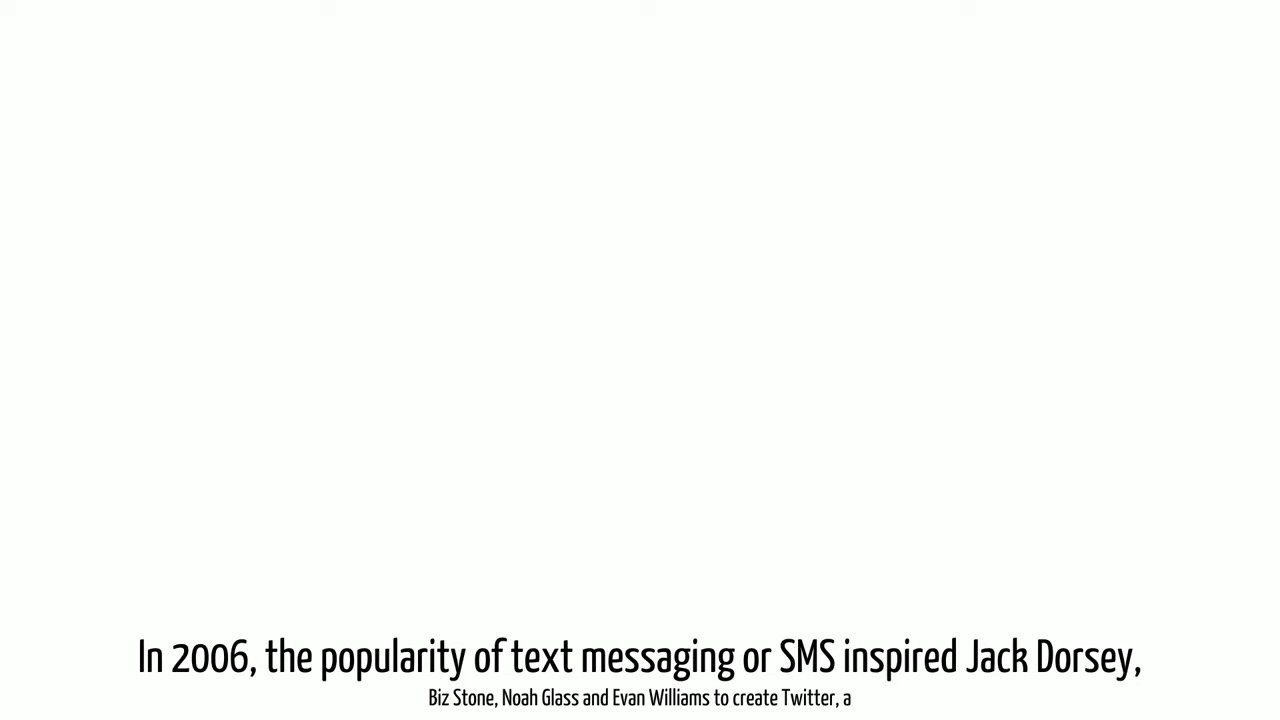 In 2006, the popularity of text messaging or SMS inspired Jack Dorsey,
Biz Stone, Noah Glass and Evan Williams to create Twitter, a